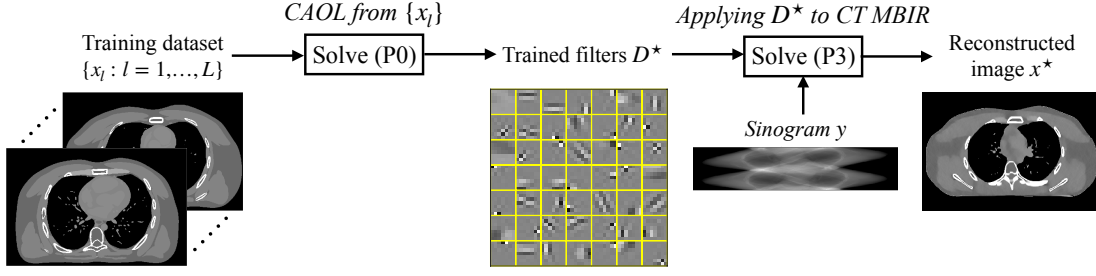 CAOL from {x_l}
Applying D⋆ to CT MBIR
Training dataset
{x_l : l = 1,…,L}
Solve (P0)
Trained filters D⋆
Solve (P3)
Reconstructed
image x⋆
Sinogram y